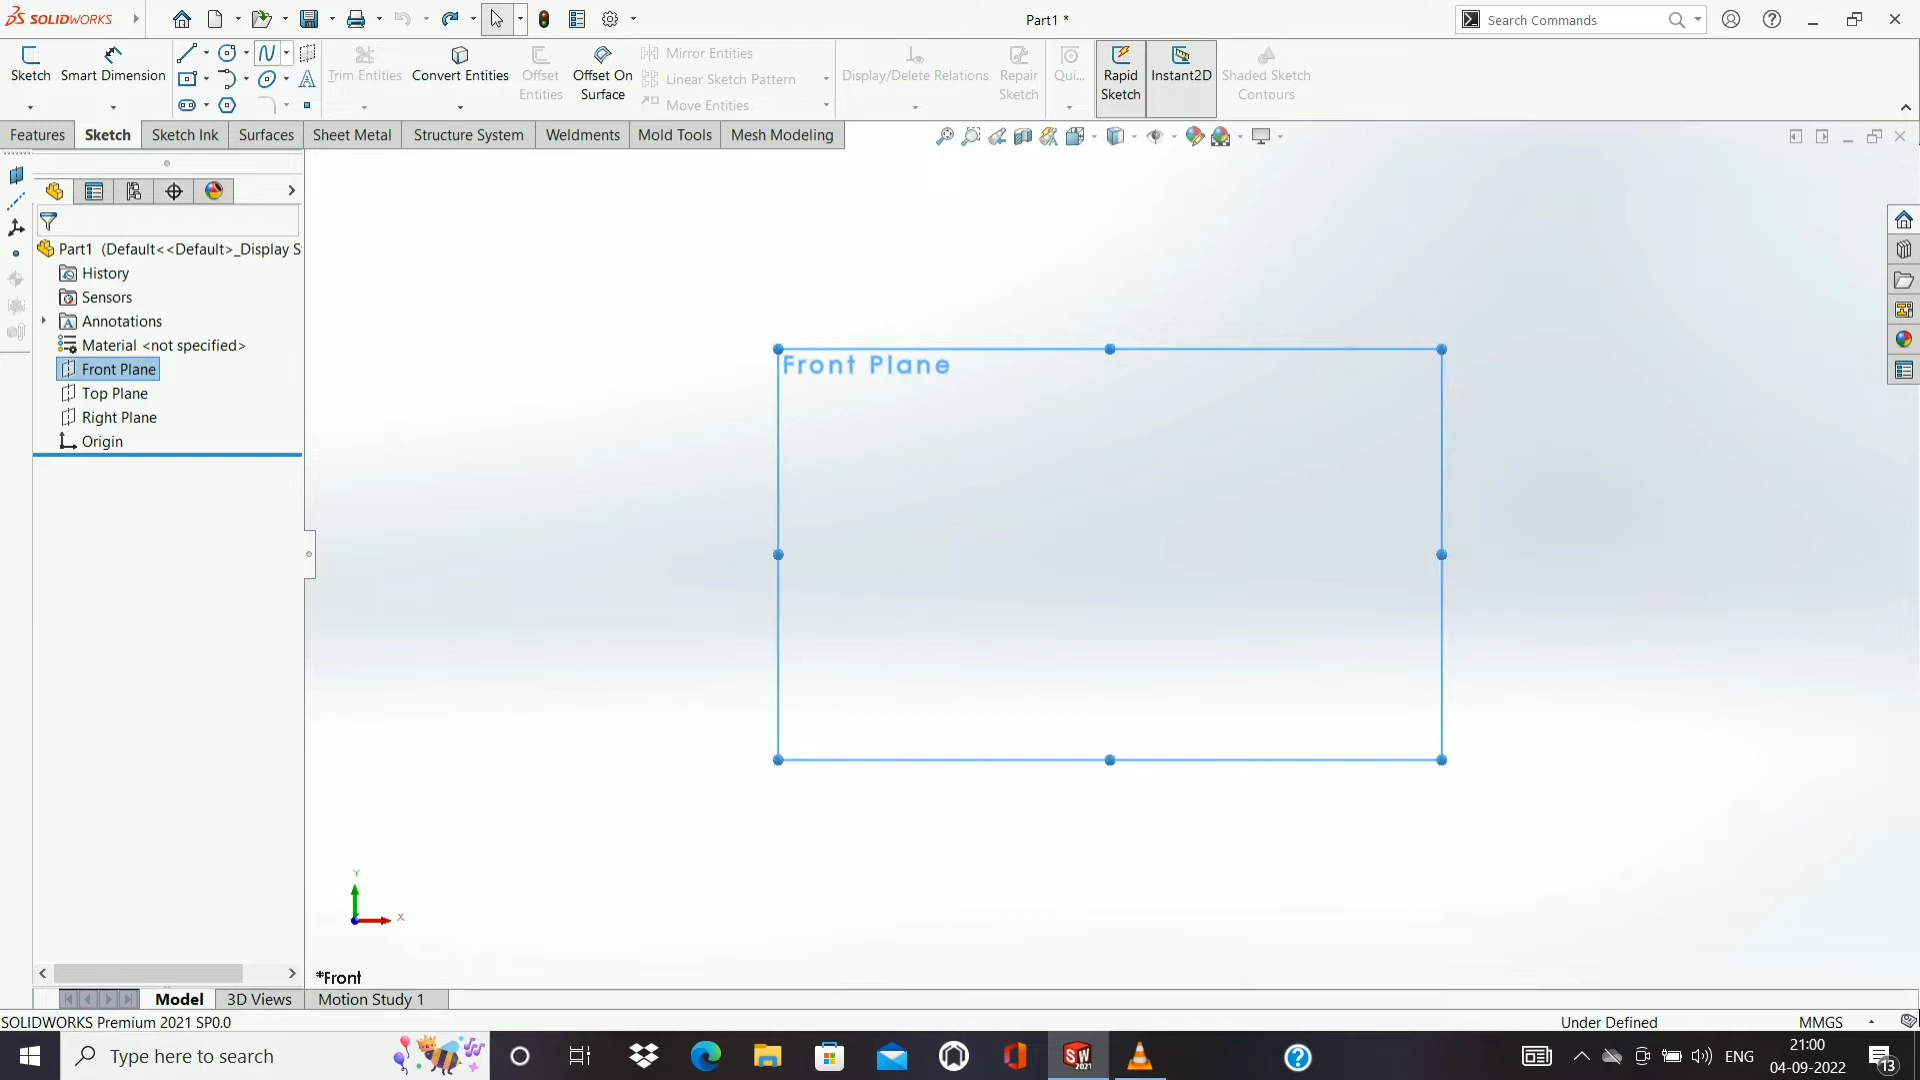 SOLIDWORKS
Part1 *
Search Commands
Sketch
Smart Dimension
Trim Entities
Convert Entities
Offset
Entities
Offset On
Surface
Mirror Entities
Linear Sketch Pattern
Move Entities
Display/Delete Relations
Repair
Sketch
Qui...
Rapid
Sketch
Instant2D
Shaded Sketch
Contours
Features
Sketch
Sketch Ink
Surfaces
Sheet Metal
Structure System
Weldments
Mold Tools
Mesh Modeling
Part1 (Default<<Default>_Display S
History
Sensors
Annotations
Material <not specified>
Front Plane
Top Plane
Right Plane
Origin
Front Plane
Y
X
*Front
Model
3D Views
Motion Study 1
SOLIDWORKS Premium 2021 SP0.0
Under Defined
MMGS
Type here to search
SW
2021
ENG
21:00
04-09-2022
13